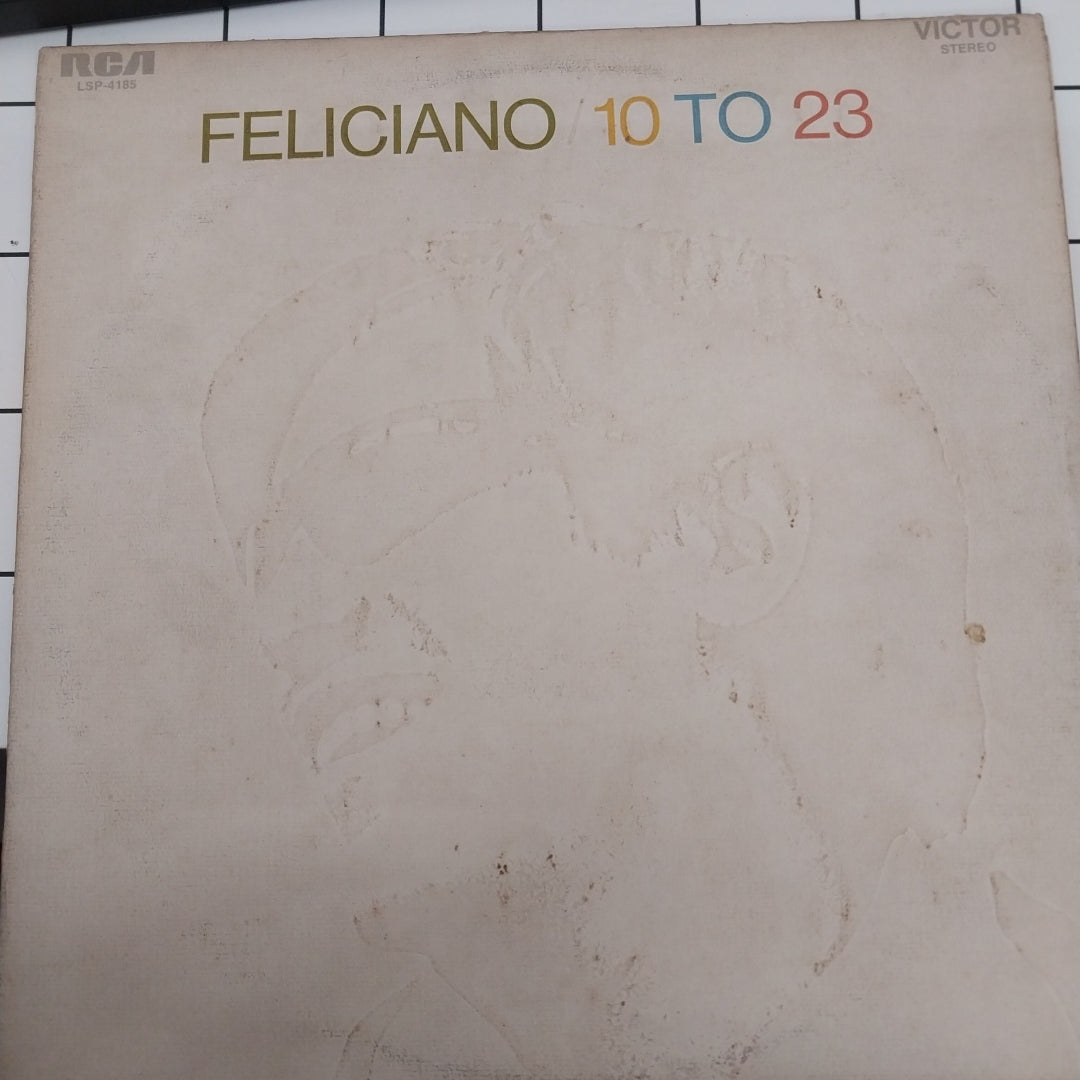 RCA
LSP-4185
VICTOR
STEREO
FELICIANO / 10 TO 23